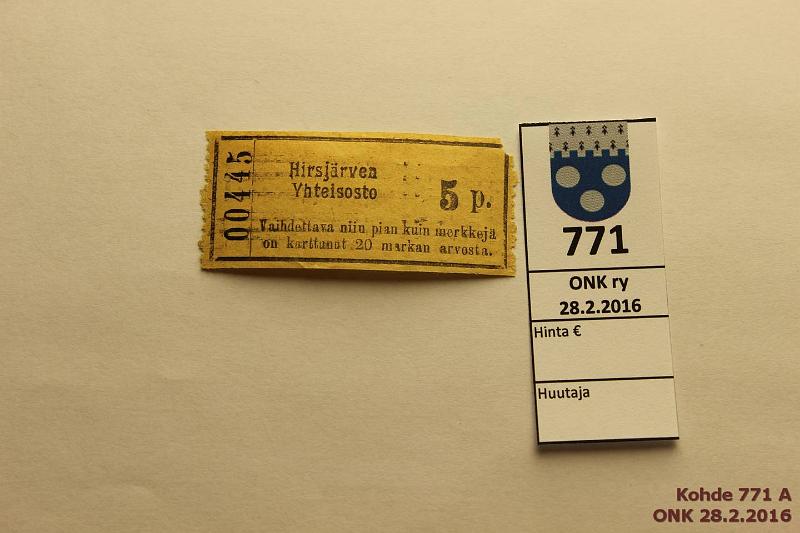 00445
Hirsjärven
Yhteisosto
5 p.
Vaihdettava niin pian kuin merkkejä
on karttunut 20 markan arvosta.
771
ONK ry
28.2.2016
Hinta €
Huutaja
Kohde 771 A
ONK 28.2.2016